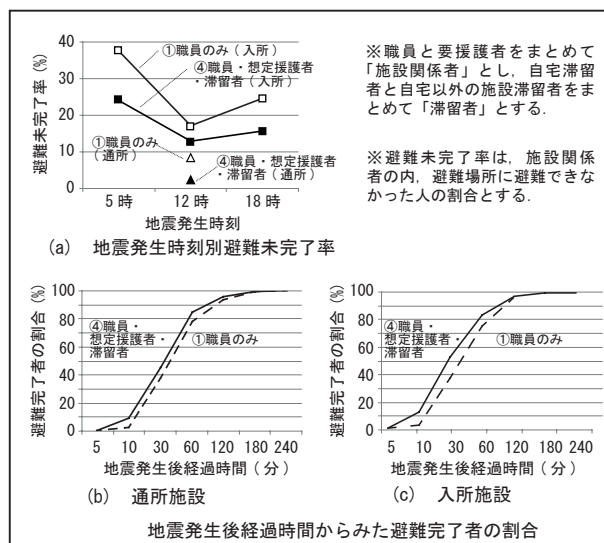 40
30
20
10
0
避難未完了率(%)
①職員のみ(入所)
④職員・想定援護者
・滞留者(入所)
①職員のみ
(通所)
④職員・想定援護者・
滞留者(通所)
5時
12時
18時
地震発生時刻
(a) 地震発生時刻別避難未完了率
※職員と要援護者をまとめて
「施設関係者」とし，自宅滞留
者と自宅以外の施設滞留者をま
とめて「滞留者」とする．
※避難未完了率は，施設関係
者の内，避難場所に避難できな
かった人の割合とする．
避難完了者の割合(%)
100
80
60
40
20
0
④職員・
想定援護者・
滞留者
①職員のみ
5 10 30 60 120 180 240
地震発生後経過時間(分)
(b) 通所施設
避難完了者の割合(%)
100
80
60
40
20
0
④職員・
想定援護者・
滞留者
①職員のみ
5 10 30 60 120 180 240
地震発生後経過時間(分)
(c) 入所施設
地震発生後経過時間からみた避難完了者の割合